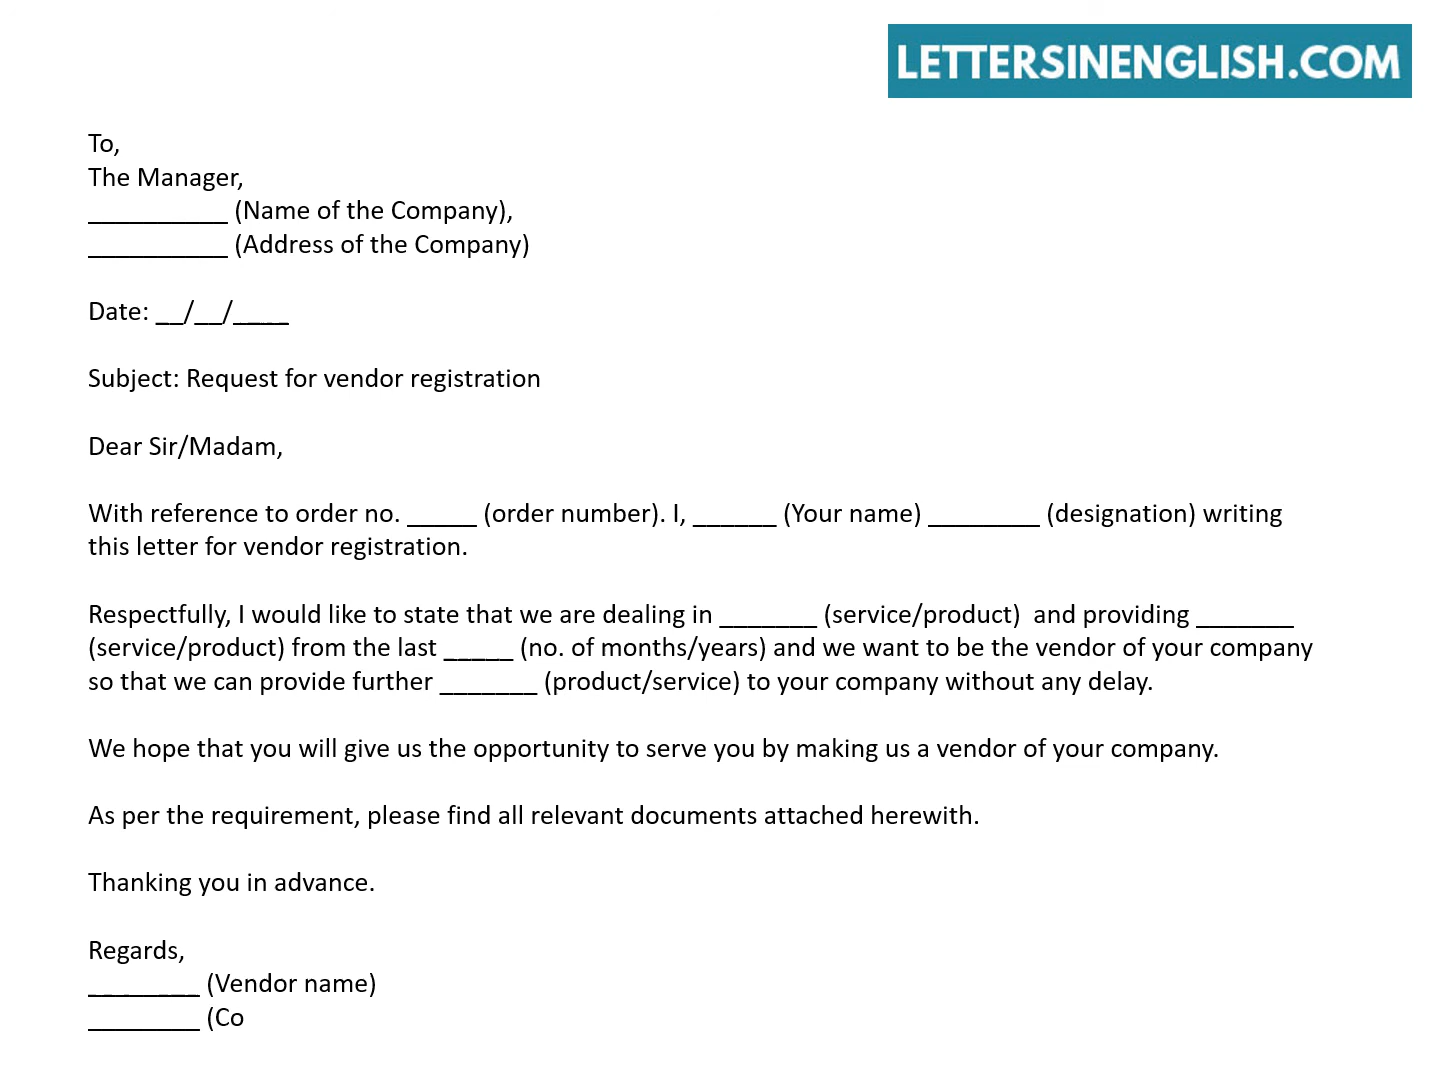 LETTERSINENGLISH.COM
To,
The Manager,
__________ (Name of the Company),
__________ (Address of the Company)
Date: __/__/____
Subject: Request for vendor registration
Dear Sir/Madam,
With reference to order no. _____ (order number). I, ______ (Your name) ________ (designation) writing
this letter for vendor registration.
Respectfully, I would like to state that we are dealing in _______ (service/product)  and providing _______
(service/product) from the last _____ (no. of months/years) and we want to be the vendor of your company
so that we can provide further _______ (product/service) to your company without any delay.
We hope that you will give us the opportunity to serve you by making us a vendor of your company.
As per the requirement, please find all relevant documents attached herewith.
Thanking you in advance.
Regards,
________ (Vendor name)
________ (Co